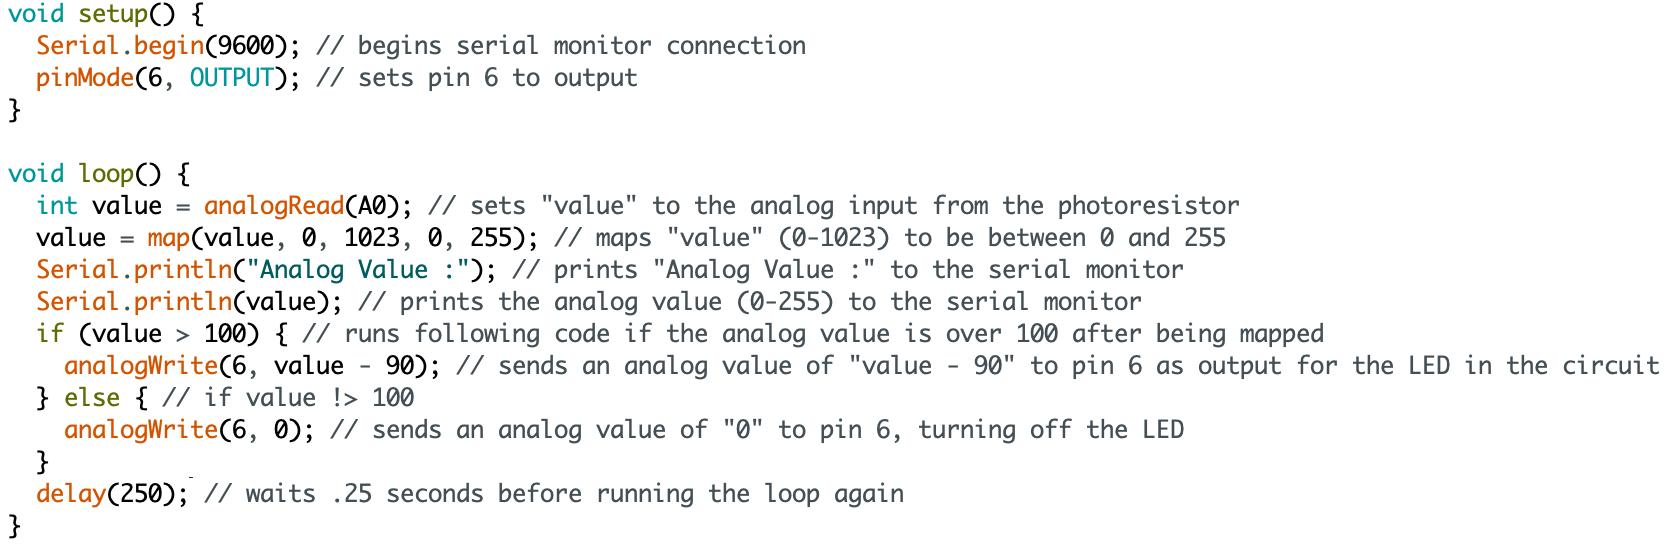 void setup() {
  Serial.begin(9600); // begins serial monitor connection
  pinMode(6, OUTPUT); // sets pin 6 to output
}

void loop() {
  int value = analogRead(A0); // sets "value" to the analog input from the photoresistor
  value = map(value, 0, 1023, 0, 255); // maps "value" (0-1023) to be between 0 and 255
  Serial.println("Analog Value :"); // prints "Analog Value :" to the serial monitor
  Serial.println(value); // prints the analog value (0-255) to the serial monitor
  if (value > 100) { // runs following code if the analog value is over 100 after being mapped
    analogWrite(6, value - 90); // sends an analog value of "value - 90" to pin 6 as output for the LED in the circuit
  } else { // if value !> 100
    analogWrite(6, 0); // sends an analog value of "0" to pin 6, turning off the LED
  }
  delay(250); // waits .25 seconds before running the loop again
}